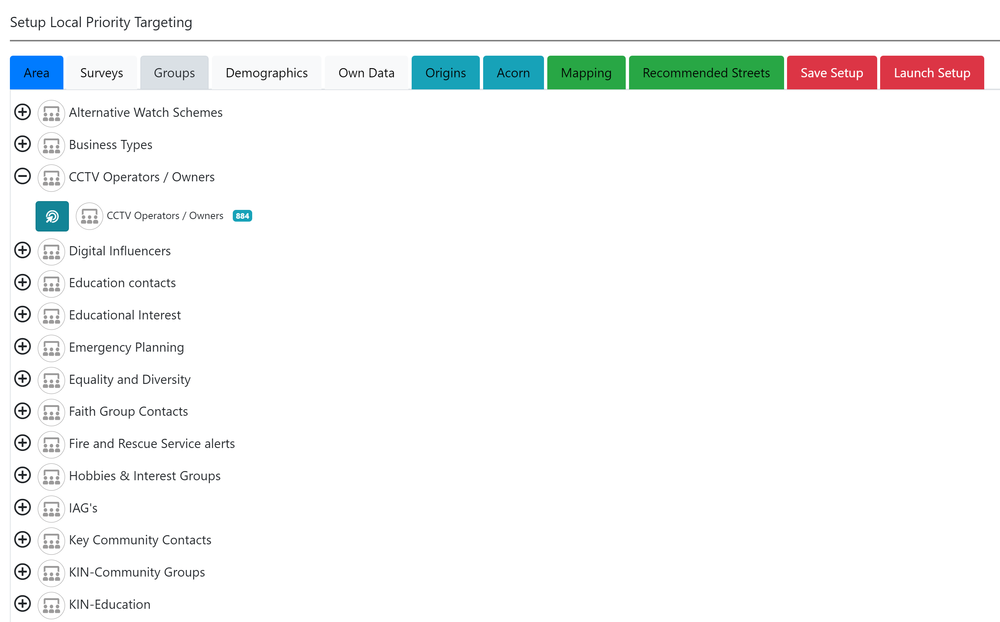 Setup Local Priority Targeting
Area Surveys Groups Demographics Own Data Origins Acorn Mapping Recommended Streets Save Setup Launch Setup
Alternative Watch Schemes
Business Types
CCTV Operators / Owners
CCTV Operators / Owners 884
Digital Influencers
Education contacts
Educational Interest
Emergency Planning
Equality and Diversity
Faith Group Contacts
Fire and Rescue Service alerts
Hobbies & Interest Groups
IAG's
Key Community Contacts
KIN-Community Groups
KIN-Education